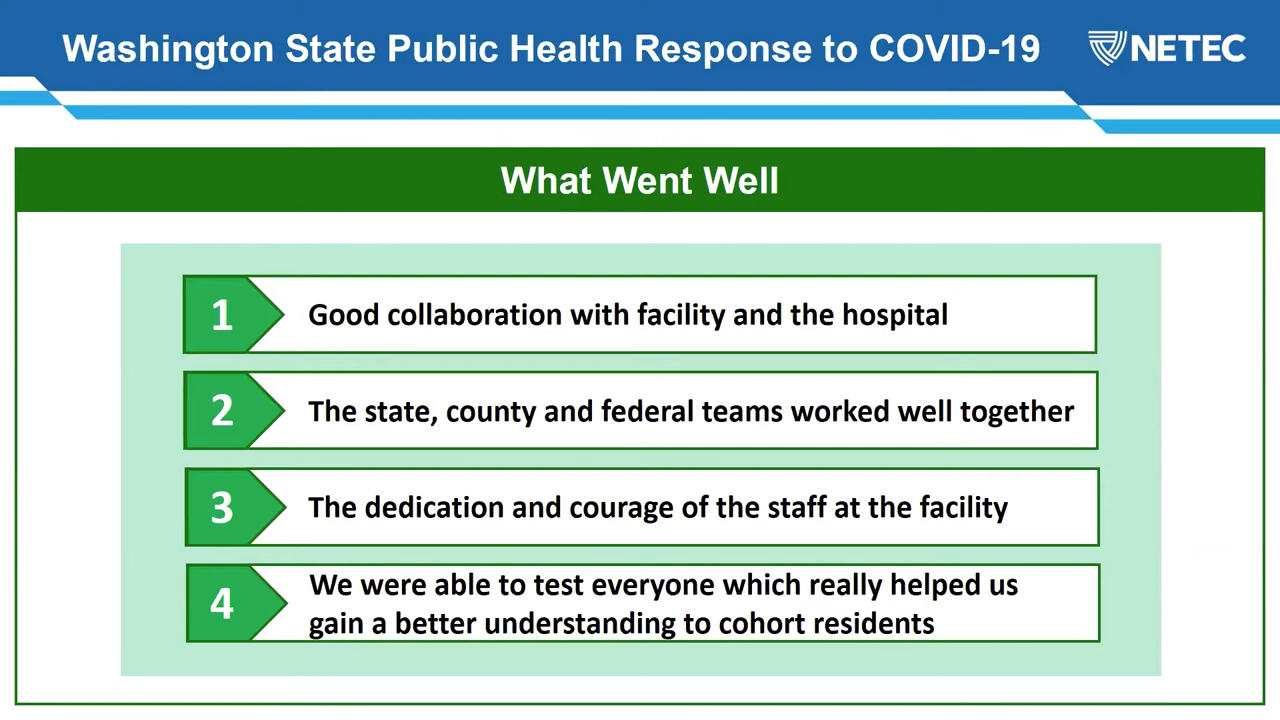 Washington State Public Health Response to COVID-19
NETEC
What Went Well
1
Good collaboration with facility and the hospital
2
The state, county and federal teams worked well together
3
The dedication and courage of the staff at the facility
4
We were able to test everyone which really helped us
gain a better understanding to cohort residents